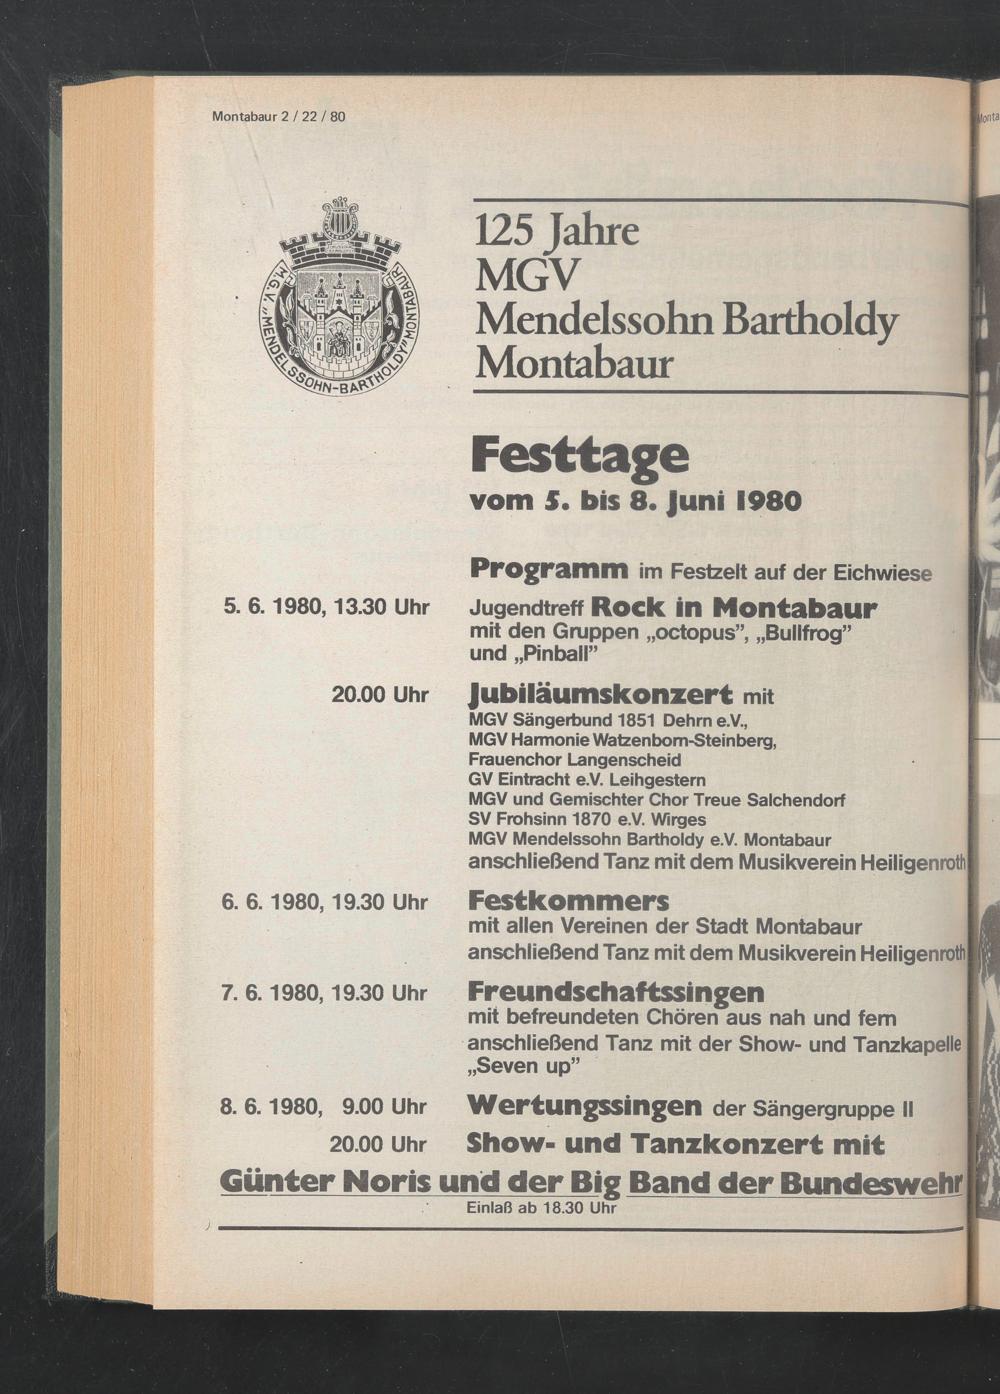 Montabaur 2 / 22 / 80
Monta
M.G.V. „MENDELSSOHN-BARTHOLDY" MONTABAUR
125 Jahre
MGV
Mendelssohn Bartholdy
Montabaur
Festtage
vom 5. bis 8. Juni 1980
Programm im Festzelt auf der Eichwiese
5. 6. 1980, 13.30 Uhr Jugendtreff Rock in Montabaur
mit den Gruppen „octopus”, „Bullfrog”
und „Pinball”
20.00 Uhr Jubiläumskonzert mit
MGV Sängerbund 1851 Dehrn e.V.,
MGV Harmonie Watzenborn-Steinberg,
Frauenchor Langenscheid
GV Eintracht e.V. Leihgestern
MGV und Gemischter Chor Treue Salchendorf
SV Frohsinn 1870 e.V. Wirges
MGV Mendelssohn Bartholdy e.V. Montabaur
anschließend Tanz mit dem Musikverein Heiligenroth
6. 6. 1980, 19.30 Uhr Festkommers
mit allen Vereinen der Stadt Montabaur
anschließend Tanz mit dem Musikverein Heiligenroth
7. 6. 1980, 19.30 Uhr Freundschaftssingen
mit befreundeten Chören aus nah und fern
anschließend Tanz mit der Show- und Tanzkapelle
„Seven up”
8. 6. 1980, 9.00 Uhr Wertungssingen der Sängergruppe II
20.00 Uhr Show- und Tanzkonzert mit
Günter Noris und der Big Band der Bundeswehr
Einlaß ab 18.30 Uhr